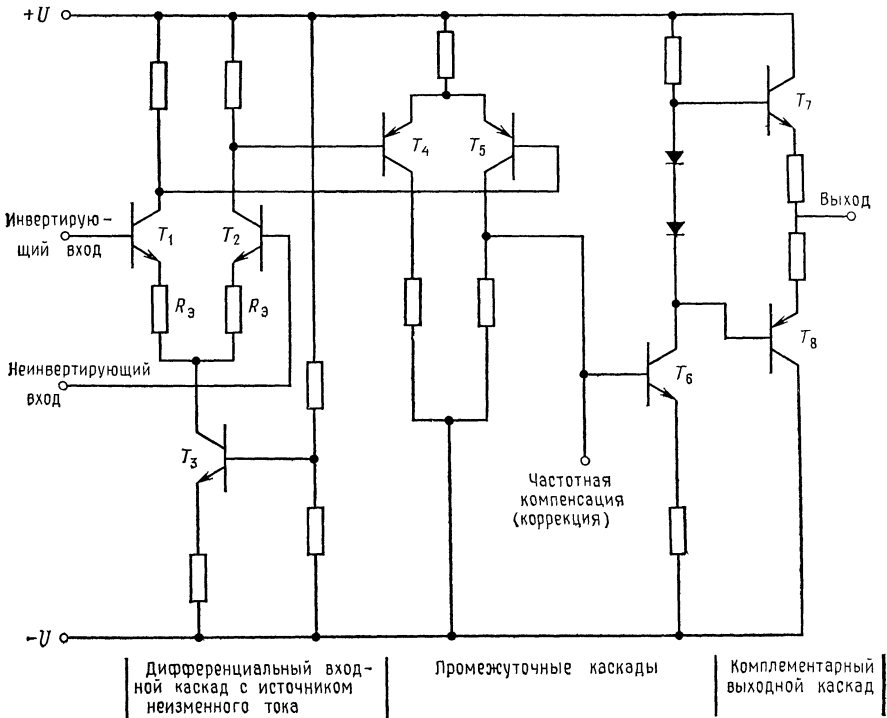 +U
T₄
T₅
T₇
Выход
Инвертирую-
щий вход
T₁
T₂
Rэ
Rэ
T₈
Неинвертирующий
вход
T₆
T₃
Частотная
компенсация
(коррекция)
-U
Дифференциальный вход-
ной каскад с источником
неизменного тока
Промежуточные каскады
Комплементарный
выходной каскад